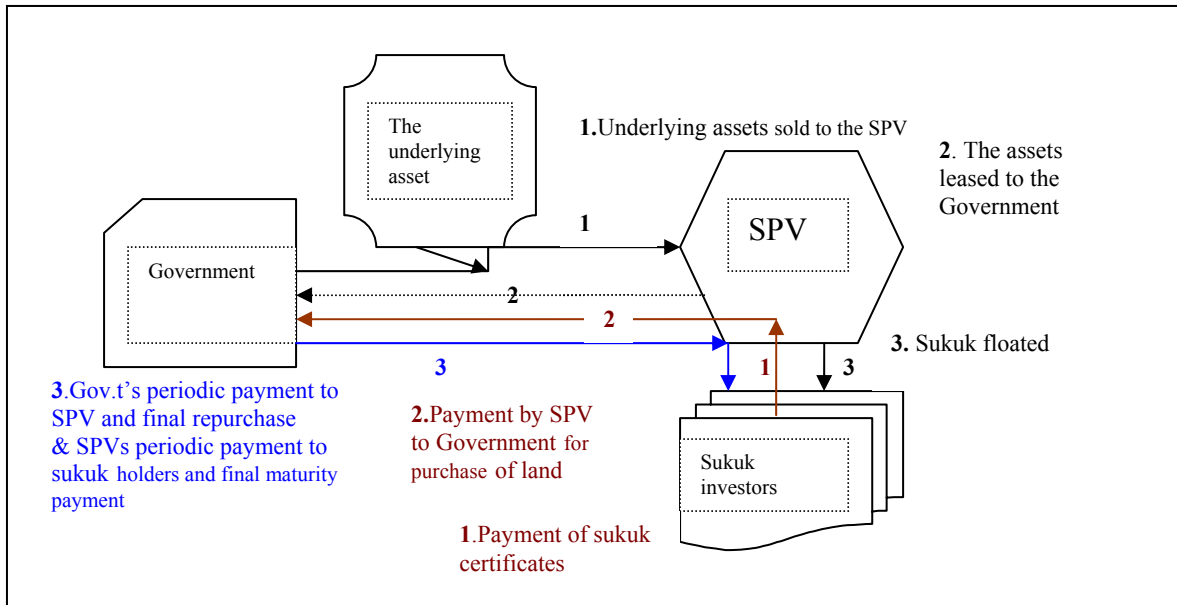 The
underlying
asset
1.Underlying assets sold to the SPV
2. The assets
leased to the
Government
1
SPV
Government
2
2
3
1
3
3. Sukuk floated
3.Gov.t's periodic payment to
SPV and final repurchase
& SPVs periodic payment to
sukuk holders and final maturity
payment
2.Payment by SPV
to Government for
purchase of land
Sukuk
investors
1.Payment of sukuk
certificates